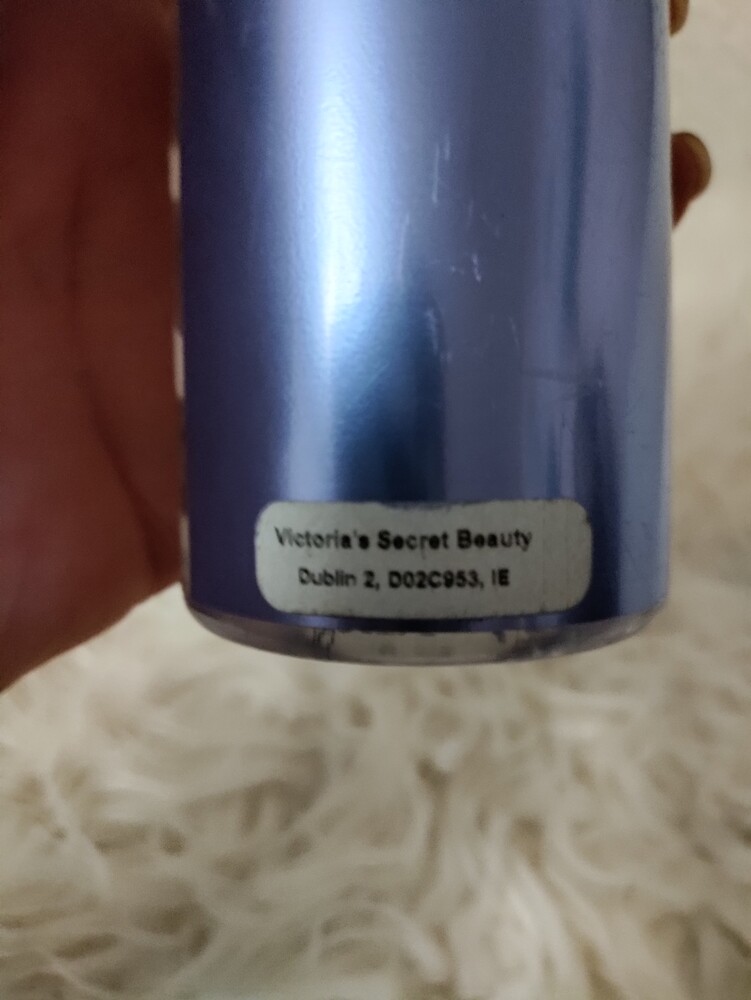 Victoria's Secret Beauty
Dublin 2, D02C953, IE